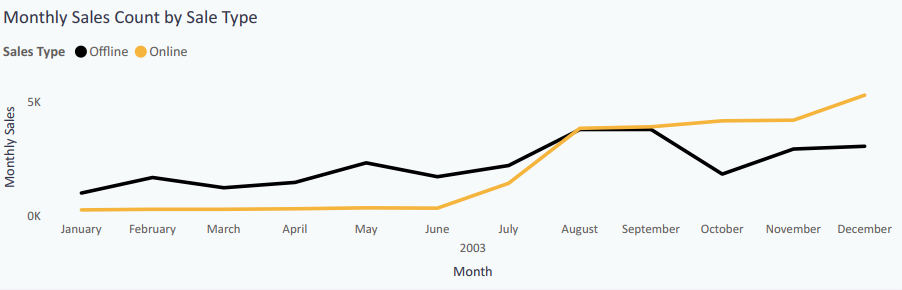 Monthly Sales Count by Sale Type
Sales Type Offline Online
5K
Monthly Sales
0K
January February March April May June July August September October November December
2003
Month